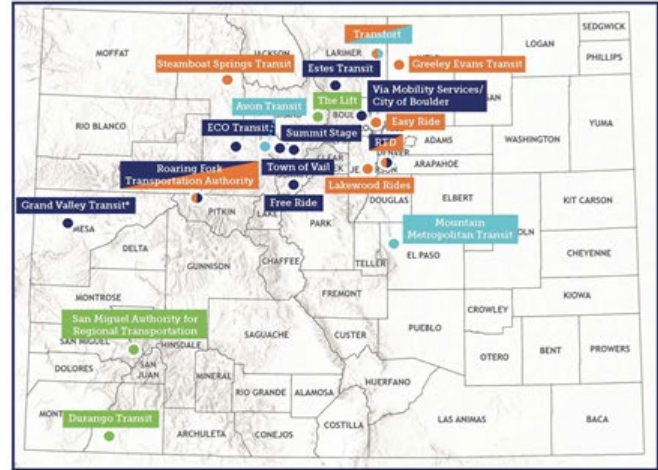 SEDGWICK
Transfort
LOGAN
MOFFAT
JACKSON
LARIMER
PHILLIPS
Steamboat Springs Transit
Greeley Evans Transit
Estes Transit
Via Mobility Services/
City of Boulder
The Lift
Avon Transit
YUMA
RIO BLANCO
BOUL
Easy Ride
ECO Transit
Summit Stage
ADAMS
WASHINGTON
RTD
DENVER
ARAPAHOE
Roaring Fork
Transportation Authority
Town of Vail
Lakewood Rides
DOUGLAS
ELBERT
KIT CARSON
Grand Valley Transit*
PITKIN
LAKE
Free Ride
PARK
MESA
Mountain
Metropolitan Transit
DELTA
TELLER
EL PASO
CHEYENNE
GUNNISON
CHAFFEE
FREMONT
KIOWA
MONTROSE
CROWLEY
San Miguel Authority for
Regional Transportation
SAGUACHE
CUSTER
PUEBLO
SAN MIGUEL
HINSDALE
OTERO
BENT
PROWERS
DOLORES
SAN
JUAN
MINERAL
HUERFANO
RIO GRANDE
ALAMOSA
MONT
Durango Transit
LAS ANIMAS
BACA
ARCHULETA
CONEJOS
COSTILLA